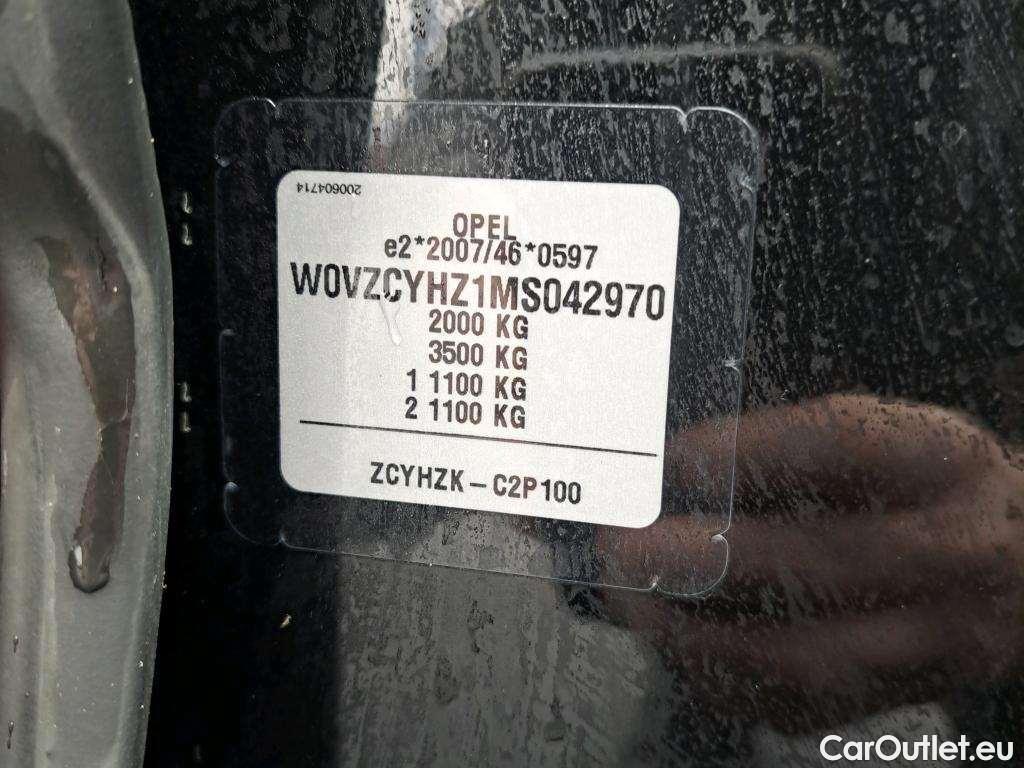 200604714
OPEL
e2*2007/46*0597
W0VZCYHZ1MS042970
2000 KG
3500 KG
1 1100 KG
2 1100 KG
ZCYHZK – C2P100
CarOutlet.eu